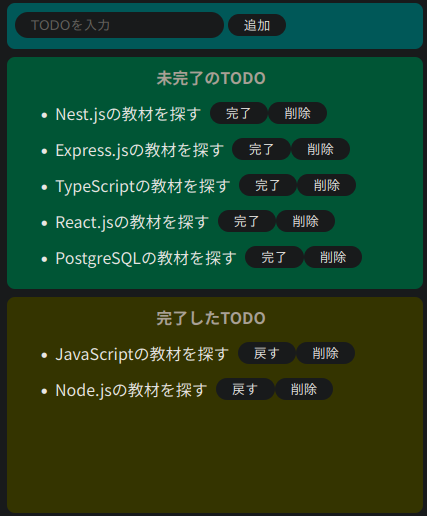 TODOを入力 追加
未完了のTODO
Nest.jsの教材を探す 完了 削除
Express.jsの教材を探す 完了 削除
TypeScriptの教材を探す 完了 削除
React.jsの教材を探す 完了 削除
PostgreSQLの教材を探す 完了 削除
完了したTODO
JavaScriptの教材を探す 戻す 削除
Node.jsの教材を探す 戻す 削除